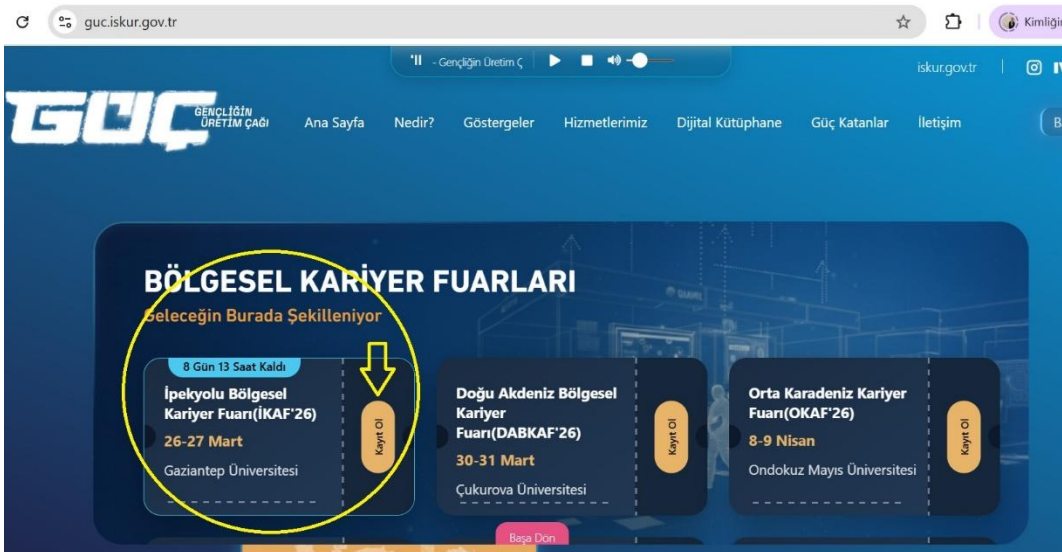 guc.iskur.gov.tr
- Gençliğin Üretim Ç
iskur.gov.tr
GÜÇ
GENÇLİĞİN
ÜRETİM ÇAĞI
Ana Sayfa Nedir? Göstergeler Hizmetlerimiz Dijital Kütüphane Güç Katanlar İletişim
BÖLGESEL KARİYER FUARLARI
Geleceğin Burada Şekilleniyor
8 Gün 13 Saat Kaldı
İpekyolu Bölgesel
Kariyer Fuarı(İKAF'26)
26-27 Mart
Gaziantep Üniversitesi
Kayıt Ol
Doğu Akdeniz Bölgesel
Kariyer
Fuarı(DABKAF'26)
30-31 Mart
Çukurova Üniversitesi
Kayıt Ol
Orta Karadeniz Kariyer
Fuarı(OKAF'26)
8-9 Nisan
Ondokuz Mayıs Üniversitesi
Kayıt Ol
Başa Dön